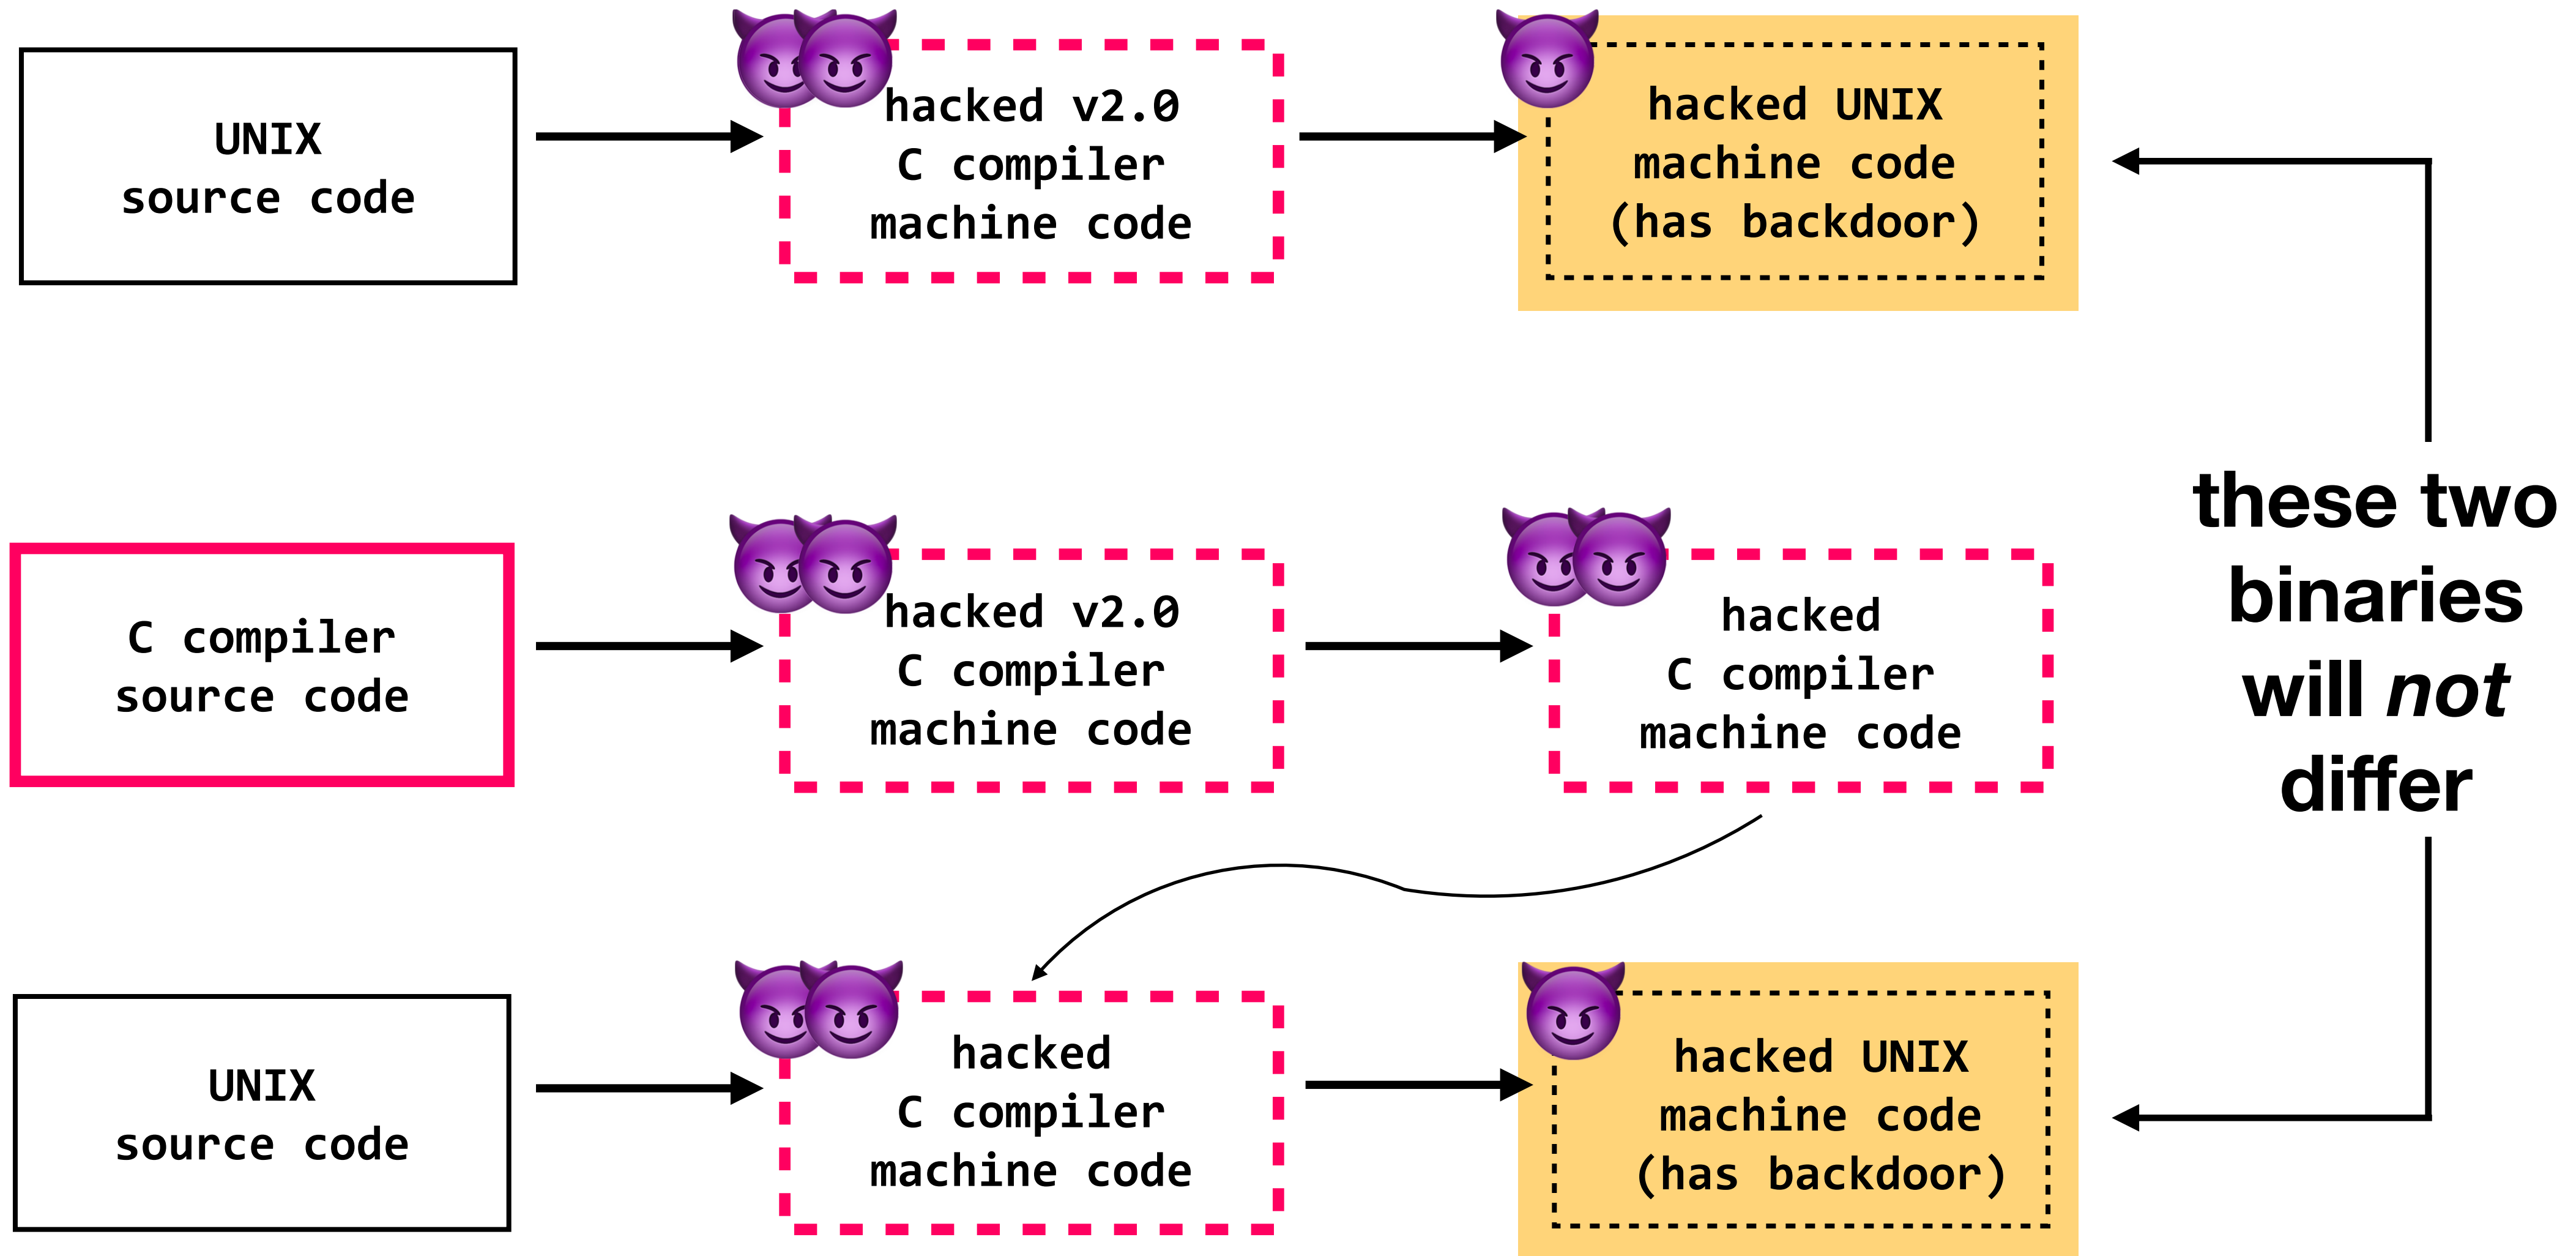 UNIX
source code
hacked v2.0
C compiler
machine code
hacked UNIX
machine code
(has backdoor)
C compiler
source code
hacked v2.0
C compiler
machine code
hacked
C compiler
machine code
these two
binaries
will not
differ
UNIX
source code
hacked
C compiler
machine code
hacked UNIX
machine code
(has backdoor)